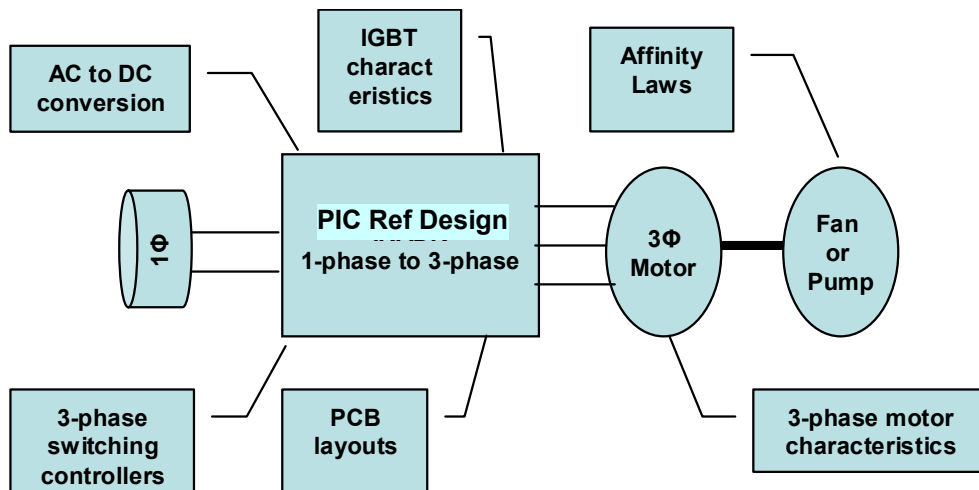 IGBT
charact
eristics
AC to DC
conversion
Affinity
Laws
1Φ
PIC Ref Design
1-phase to 3-phase
3Φ
Motor
Fan
or
Pump
3-phase
switching
controllers
PCB
layouts
3-phase motor
characteristics